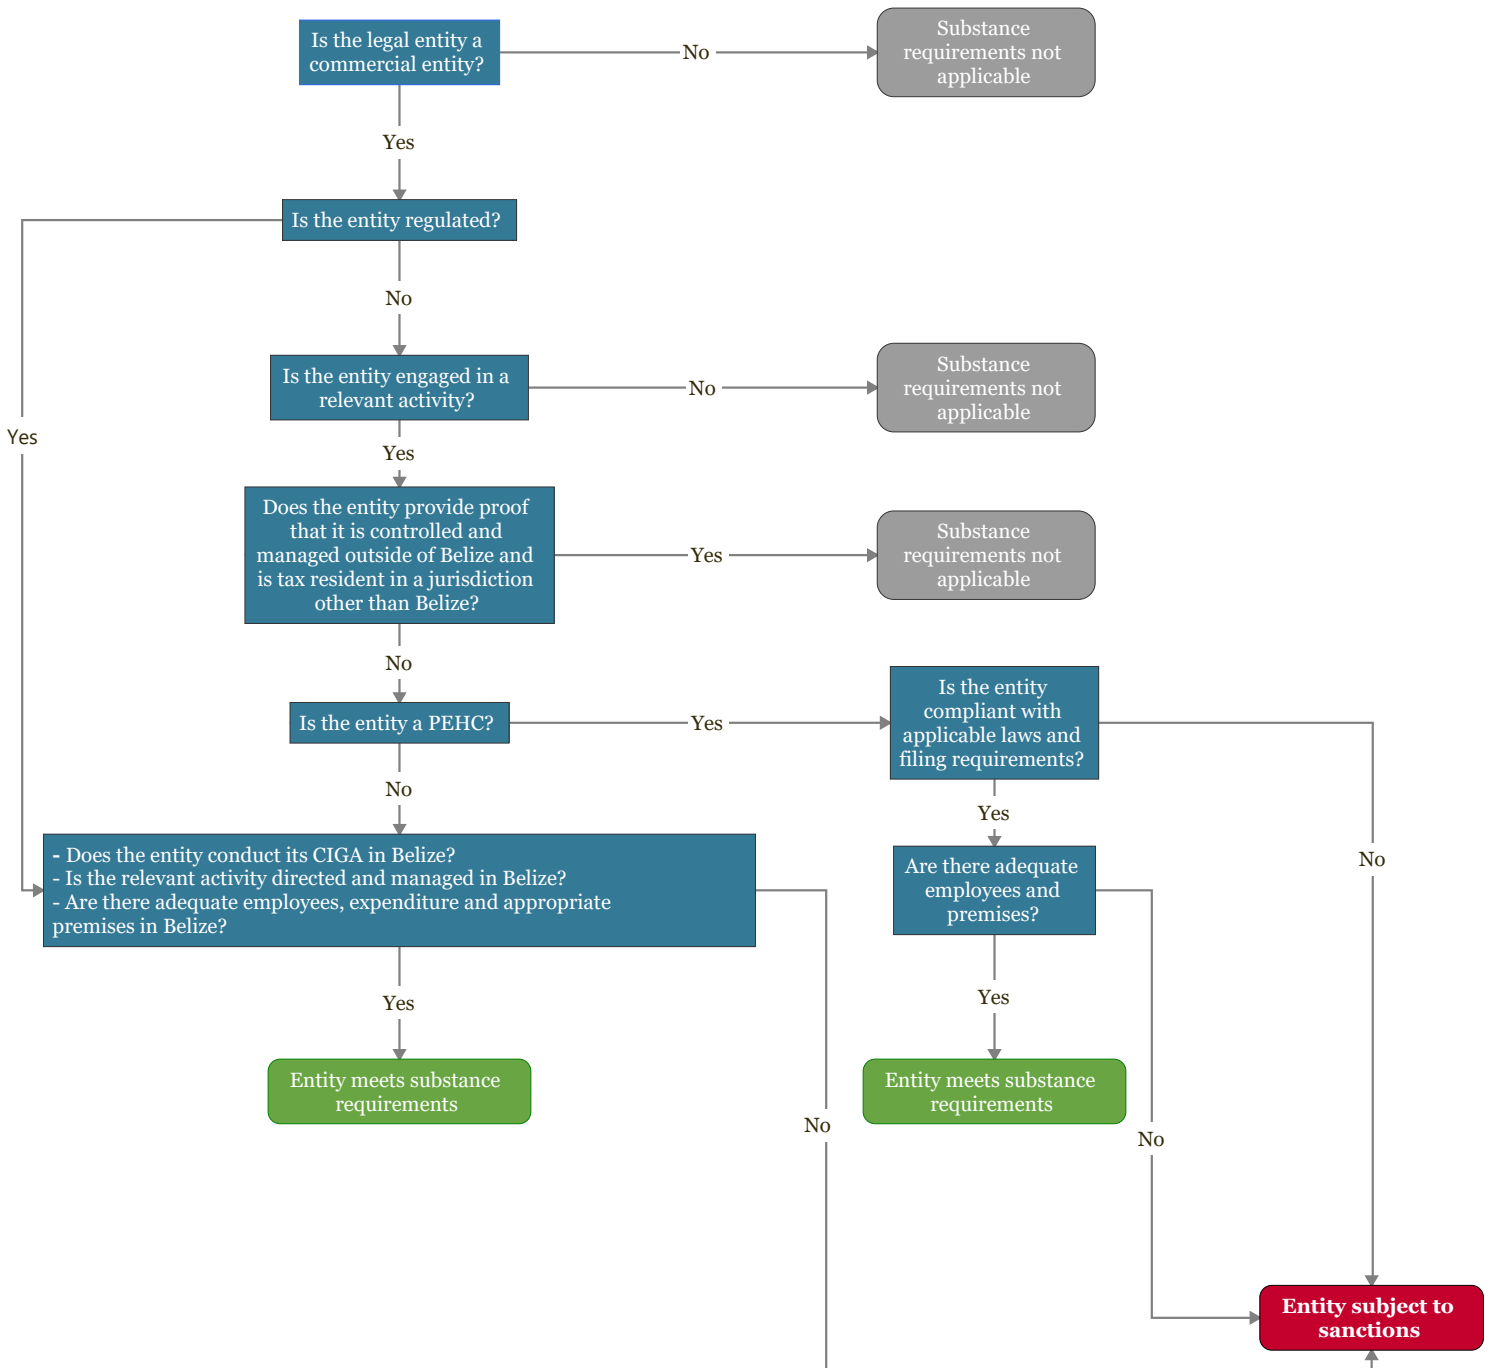 Is the legal entity a
commercial entity?
No
Substance
requirements not
applicable
Yes
Is the entity regulated?
No
Yes
Is the entity engaged in a
relevant activity?
No
Substance
requirements not
applicable
Yes
Does the entity provide proof
that it is controlled and
managed outside of Belize and
is tax resident in a jurisdiction
other than Belize?
Yes
Substance
requirements not
applicable
No
Is the entity a PEHC?
Yes
Is the entity
compliant with
applicable laws and
filing requirements?
No
Yes
No
- Does the entity conduct its CIGA in Belize?
- Is the relevant activity directed and managed in Belize?
- Are there adequate employees, expenditure and appropriate
premises in Belize?
Are there adequate
employees and
premises?
Yes
Yes
Entity meets substance
requirements
Entity meets substance
requirements
No
No
Entity subject to
sanctions